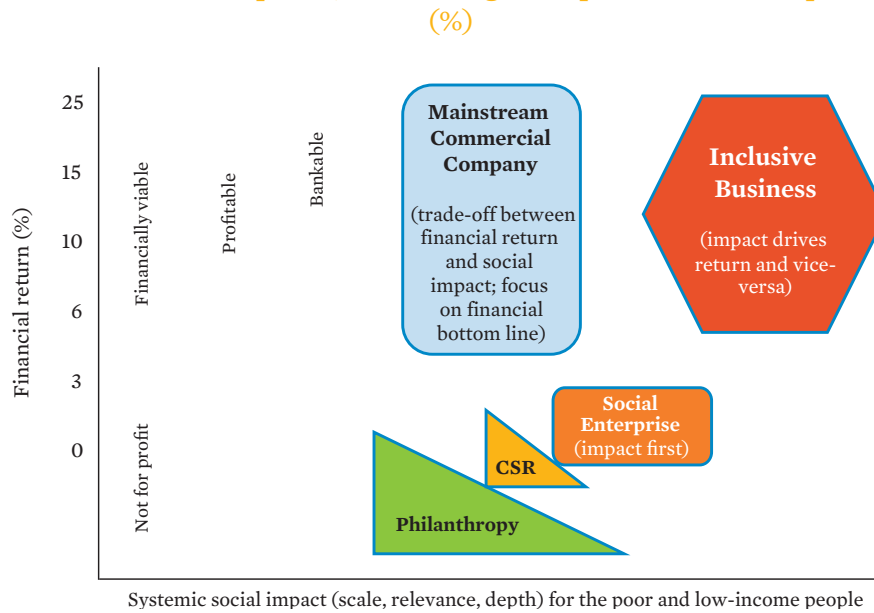 (%)
25
15
10
6
3
0
Financial return (%)
Financially viable
Not for profit
Profitable
Bankable
Mainstream
Commercial
Company
(trade-off between
financial return
and social
impact; focus
on financial
bottom line)
Inclusive
Business
(impact drives
return and vice-
versa)
Social
Enterprise
(impact first)
CSR
Philanthropy
Systemic social impact (scale, relevance, depth) for the poor and low-income people